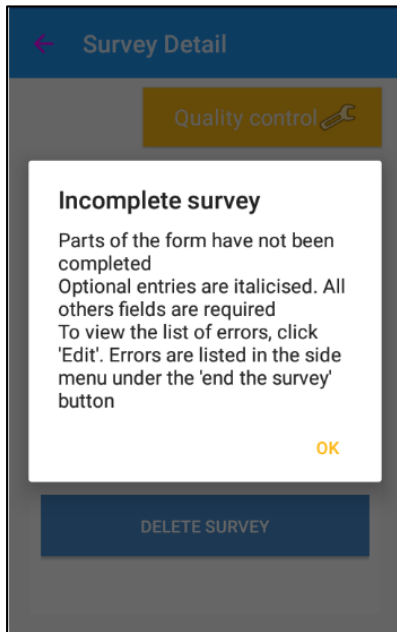 Survey Detail
Quality control
Incomplete survey
Parts of the form have not been
completed
Optional entries are italicised. All
others fields are required
To view the list of errors, click
'Edit'. Errors are listed in the side
menu under the 'end the survey'
button
OK
DELETE SURVEY